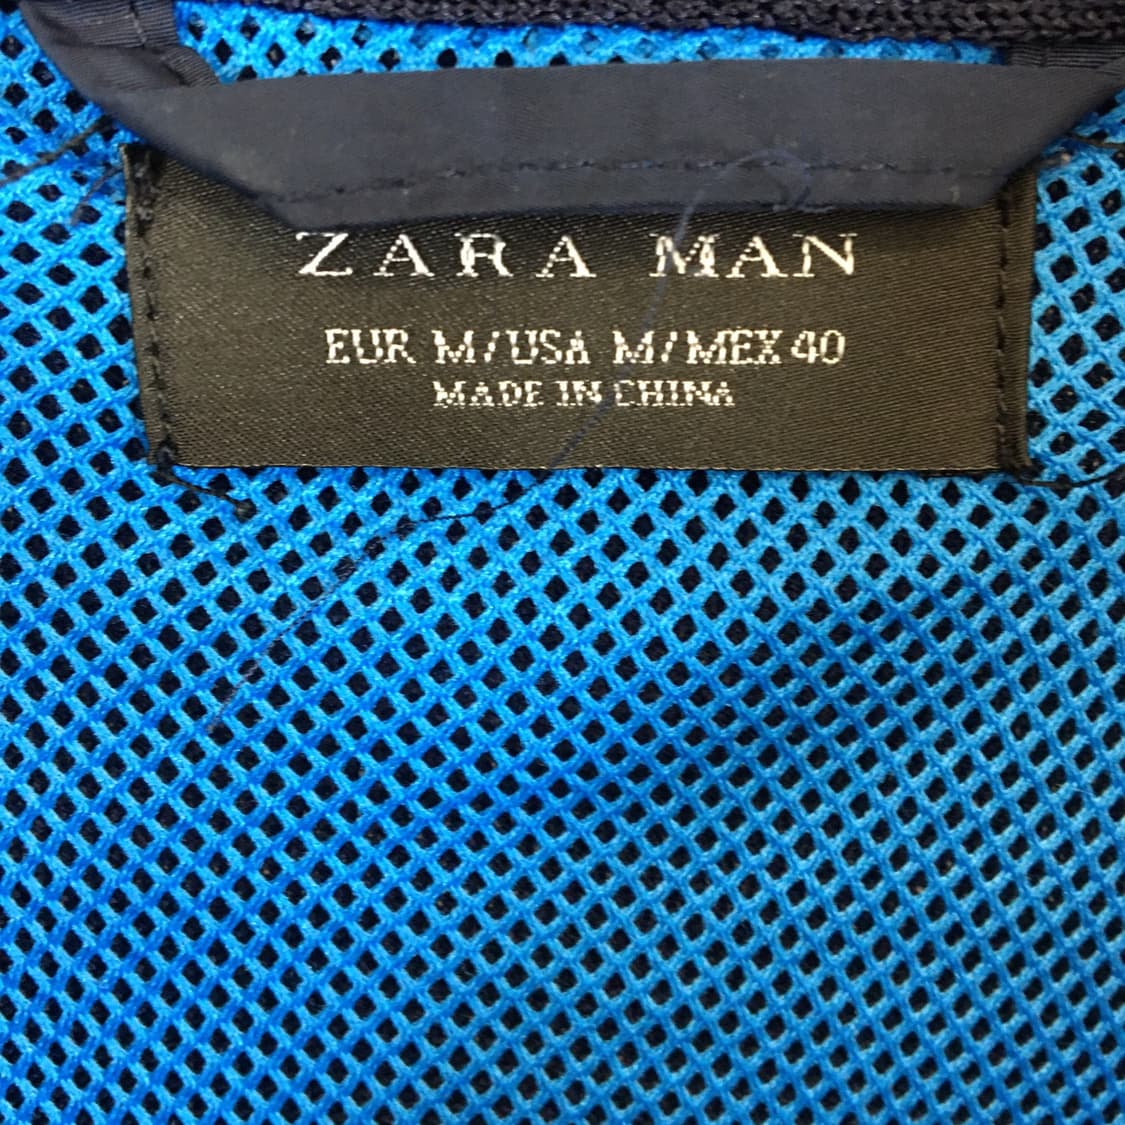 ZARA MAN
EUR M/USA M/MEX 40
MADE IN CHINA